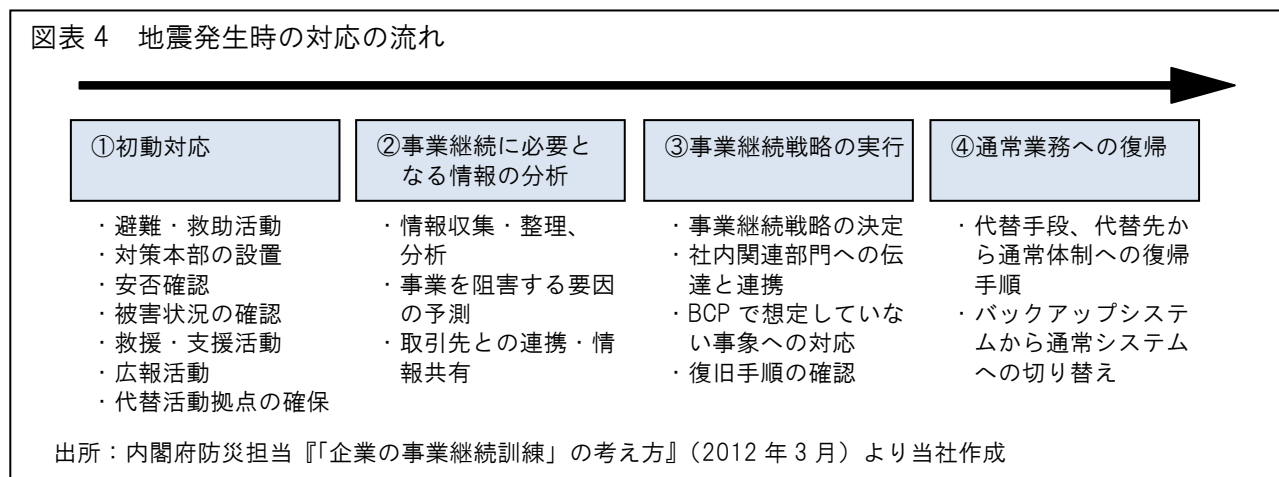 図表 4　地震発生時の対応の流れ
①初動対応
・避難・救助活動
・対策本部の設置
・安否確認
・被害状況の確認
・救援・支援活動
・広報活動
・代替活動拠点の確保
②事業継続に必要と
なる情報の分析
・情報収集・整理、
分析
・事業を阻害する要因
の予測
・取引先との連携・情
報共有
③事業継続戦略の実行
・事業継続戦略の決定
・社内関連部門への伝
達と連携
・BCP で想定していな
い事象への対応
・復旧手順の確認
④通常業務への復帰
・代替手段、代替先か
ら通常体制への復帰
手順
・バックアップシステ
ムから通常システム
への切り替え
出所：内閣府防災担当『「企業の事業継続訓練」の考え方』（2012 年 3 月）より当社作成